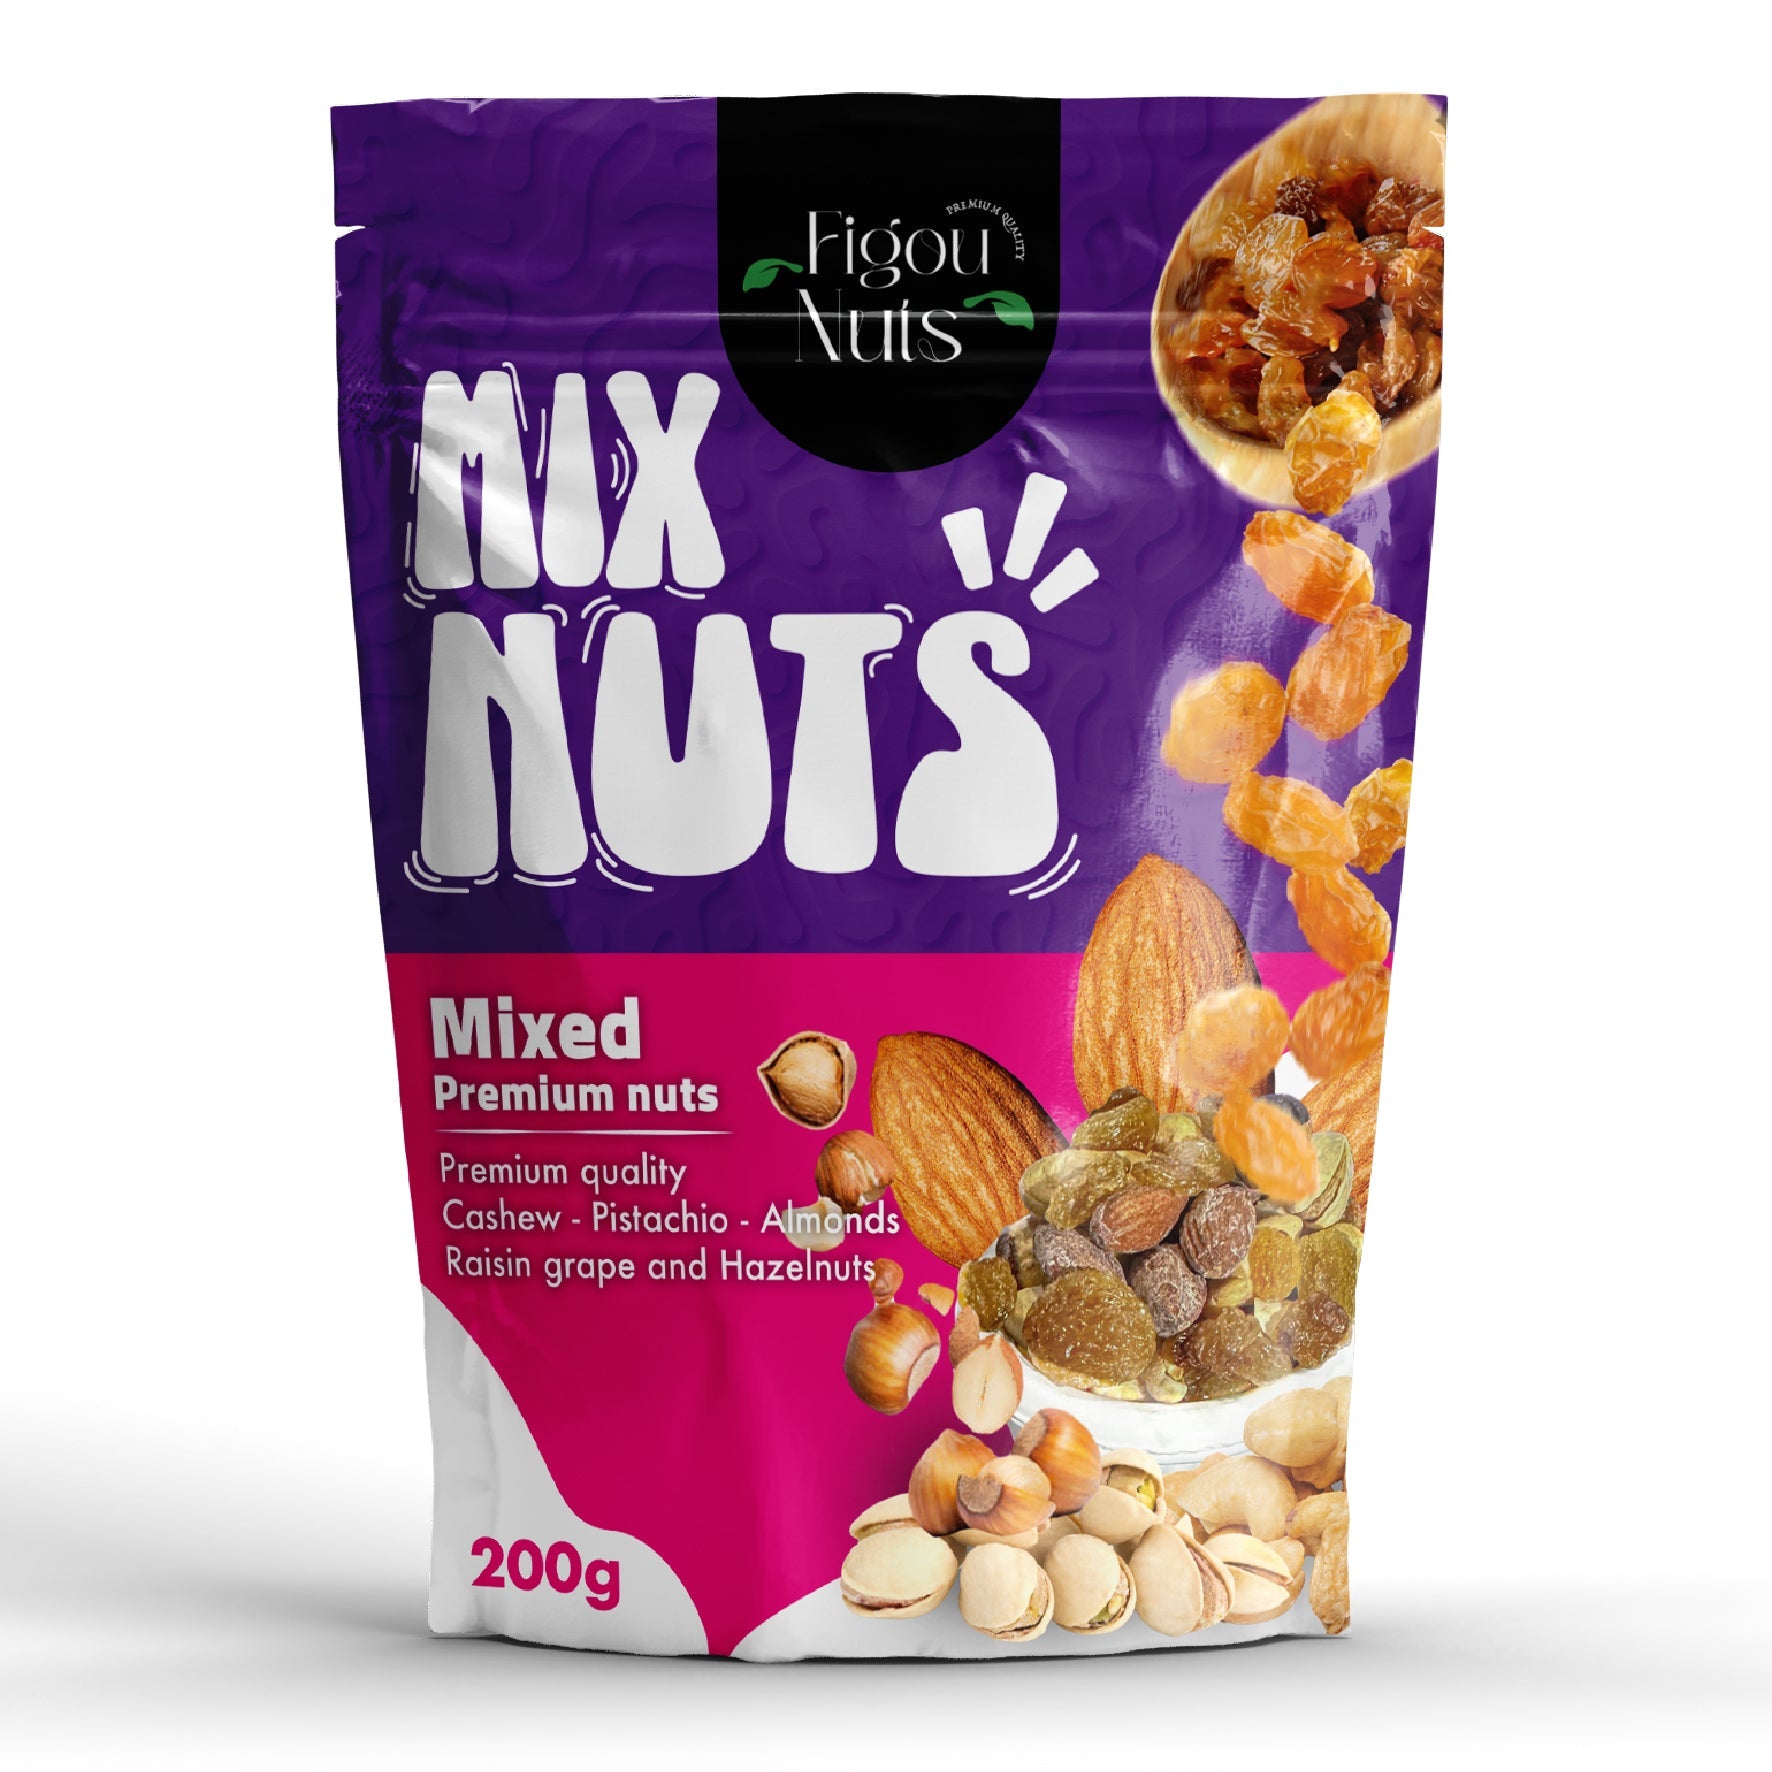 Figou
PREMIUM QUALITY
Nuts
MIX
NUTS
Mixed
Premium nuts
Premium quality
Cashew - Pistachio - Almonds
Raisin grape and Hazelnuts
200g